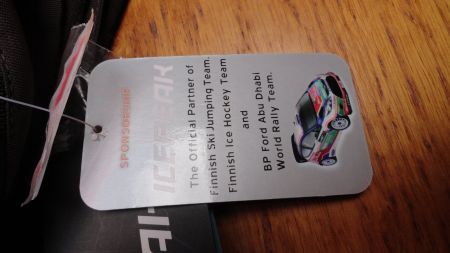 SPONSORING
ICEPEAK
The Official Partner of
Finnish Ski Jumping Team,
Finnish Ice Hockey Team
and
BP Ford Abu Dhabi
World Rally Team.